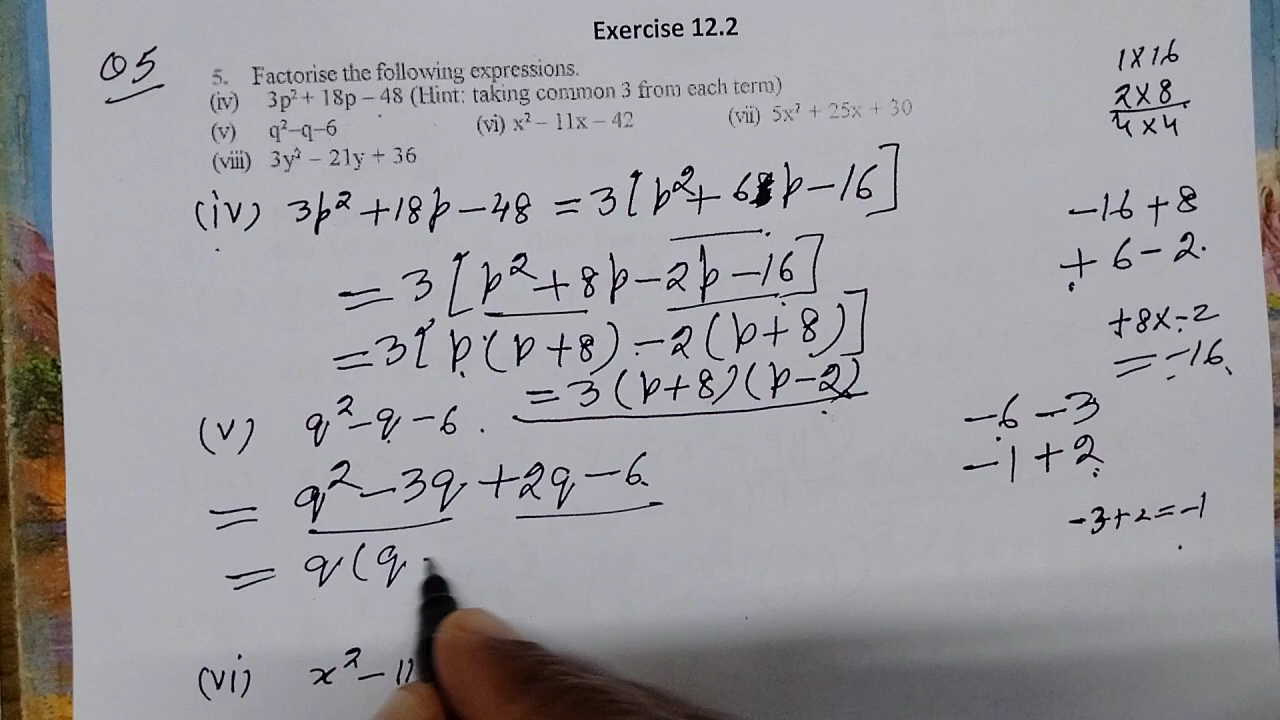 Exercise 12.2
Q5
5. Factorise the following expressions.
(iv) 3p² + 18p – 48 (Hint: taking common 3 from each term)
(v) q²–q–6 (vi) x² – 11x – 42 (vii) 5x² + 25x + 30
(viii) 3y² – 21y + 36
1×16
2×8
4×4
(iv) 3p² + 18p – 48 = 3[p² + 6p – 16]
= 3[p² + 8p – 2p – 16]
= 3[p(p+8) – 2(p+8)]
= 3(p+8)(p–2)
–16 +8
+6 –2
+8×–2
= –16
(v) q² – q – 6
= q² – 3q + 2q – 6
= q(q
–6 –3
–1 +2
–3+2=–1
(vi) x² – 11